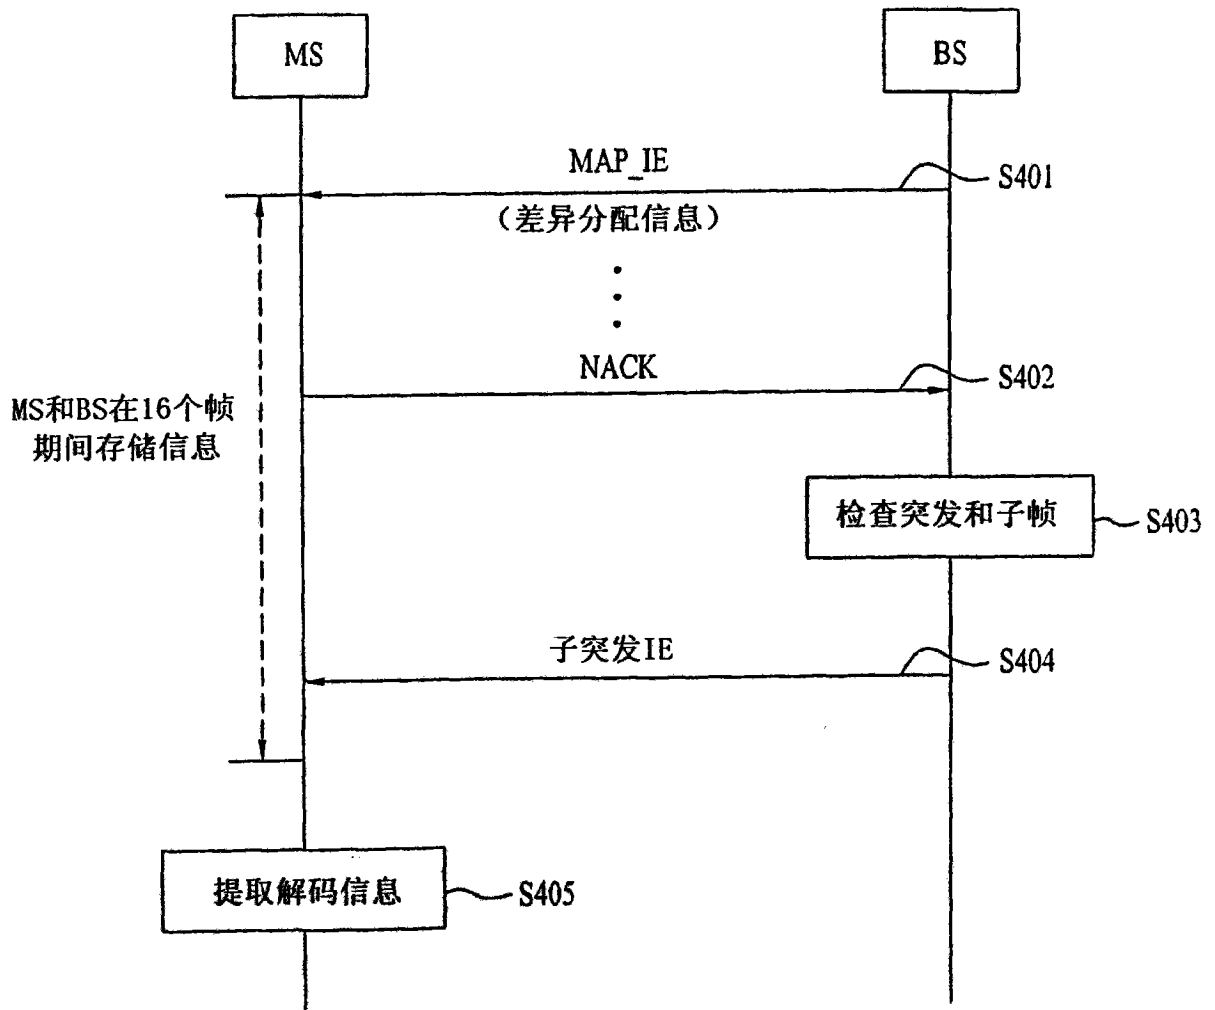 MS
BS
MAP_IE
S401
(差异分配信息)
NACK
S402
MS和BS在16个帧
期间存储信息
检查突发和子帧
S403
子突发IE
S404
提取解码信息
S405